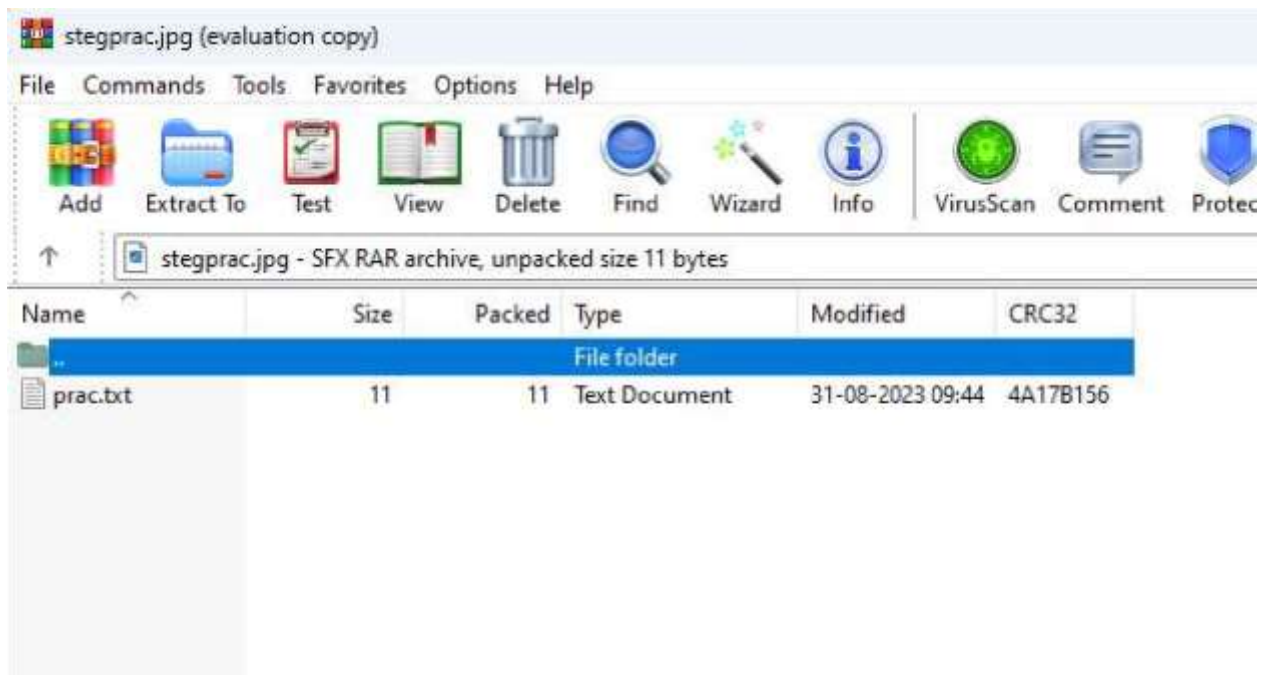 stegprac.jpg (evaluation copy)
File Commands Tools Favorites Options Help
Add Extract To Test View Delete Find Wizard Info VirusScan Comment Protec
stegprac.jpg - SFX RAR archive, unpacked size 11 bytes
Name Size Packed Type Modified CRC32
.. File folder
prac.txt 11 11 Text Document 31-08-2023 09:44 4A17B156